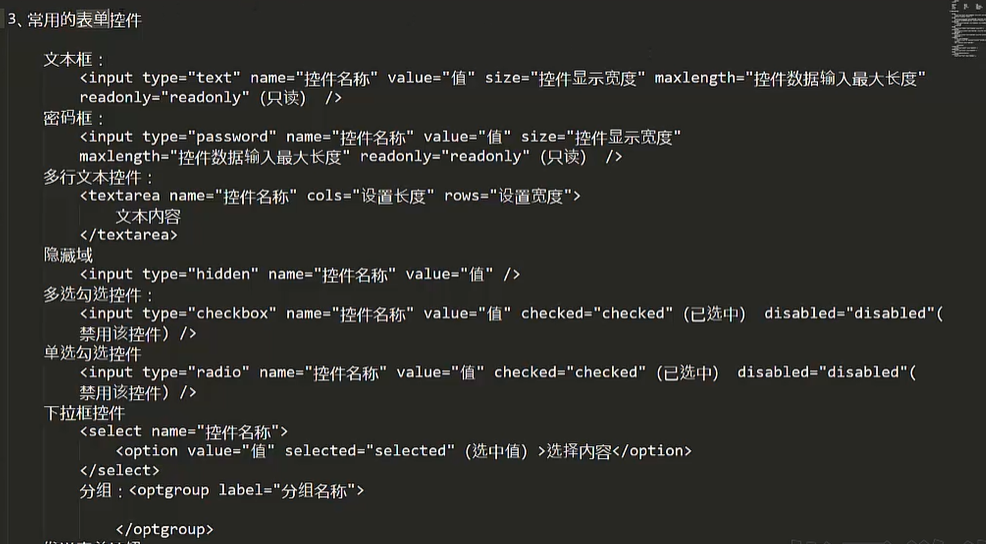 3、常用的表单控件
文本框：
<input type="text" name="控件名称" value="值" size="控件显示宽度" maxlength="控件数据输入最大长度"
readonly="readonly"（只读） />
密码框：
<input type="password" name="控件名称" value="值" size="控件显示宽度"
maxlength="控件数据输入最大长度" readonly="readonly"（只读） />
多行文本控件：
<textarea name="控件名称" cols="设置长度" rows="设置宽度">
文本内容
</textarea>
隐藏域
<input type="hidden" name="控件名称" value="值" />
多选勾选控件：
<input type="checkbox" name="控件名称" value="值" checked="checked"（已选中） disabled="disabled"(
禁用该控件）/>
单选勾选控件
<input type="radio" name="控件名称" value="值" checked="checked"（已选中） disabled="disabled"(
禁用该控件）/>
下拉框控件
<select name="控件名称">
<option value="值" selected="selected"（选中值）>选择内容</option>
</select>
分组：<optgroup label="分组名称">
</optgroup>